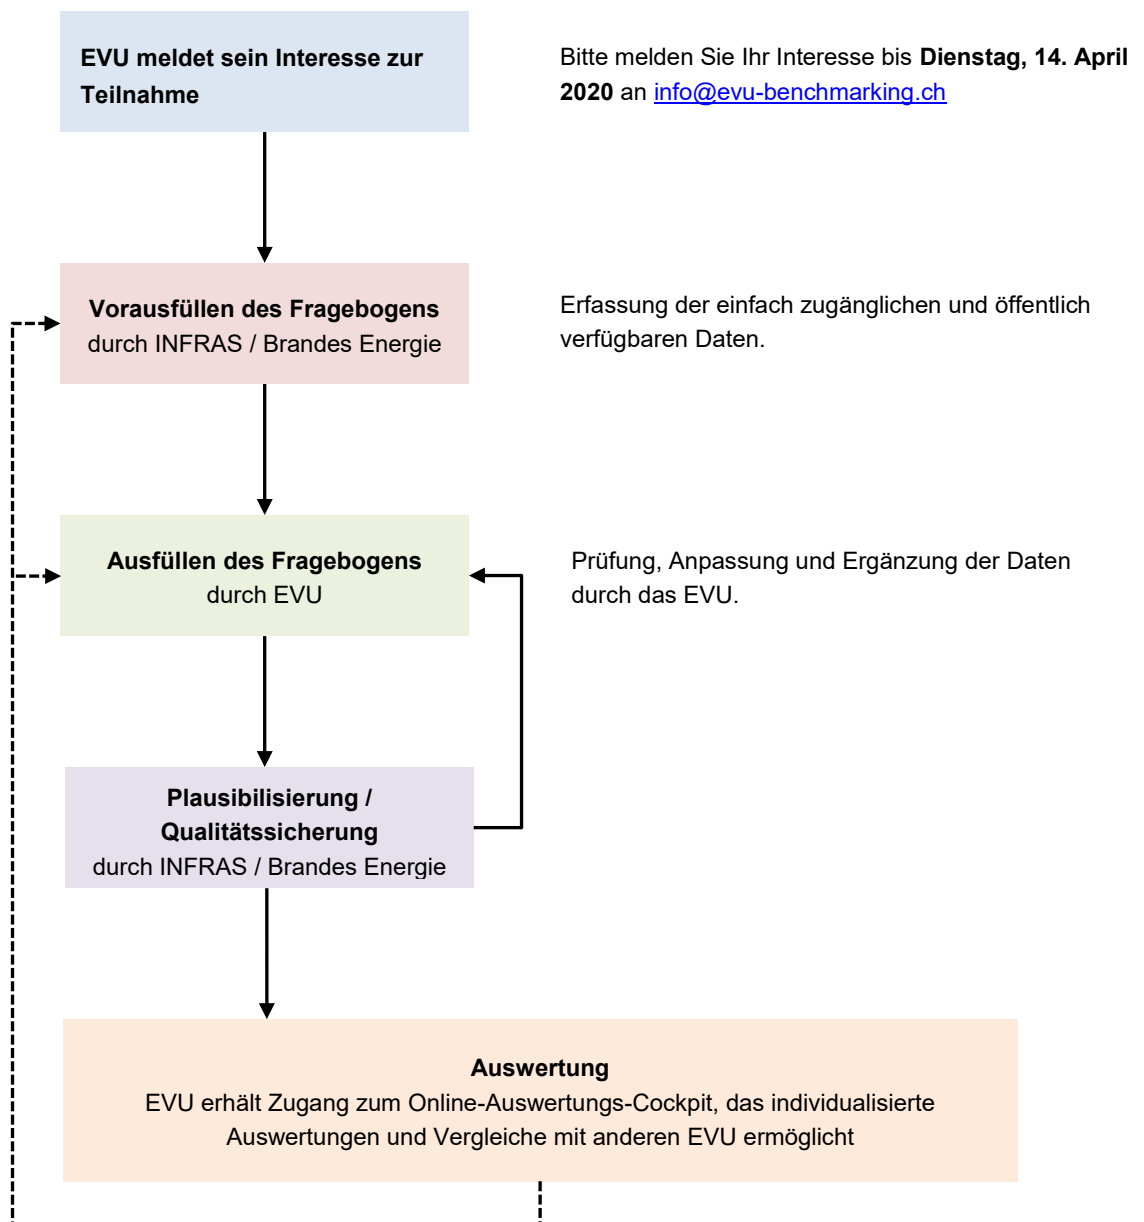 EVU meldet sein Interesse zur
Teilnahme
Bitte melden Sie Ihr Interesse bis Dienstag, 14. April
2020 an info@evu-benchmarking.ch
Vorausfüllen des Fragebogens
durch INFRAS / Brandes Energie
Erfassung der einfach zugänglichen und öffentlich
verfügbaren Daten.
Ausfüllen des Fragebogens
durch EVU
Prüfung, Anpassung und Ergänzung der Daten
durch das EVU.
Plausibilisierung /
Qualitätssicherung
durch INFRAS / Brandes Energie
Auswertung
EVU erhält Zugang zum Online-Auswertungs-Cockpit, das individualisierte
Auswertungen und Vergleiche mit anderen EVU ermöglicht